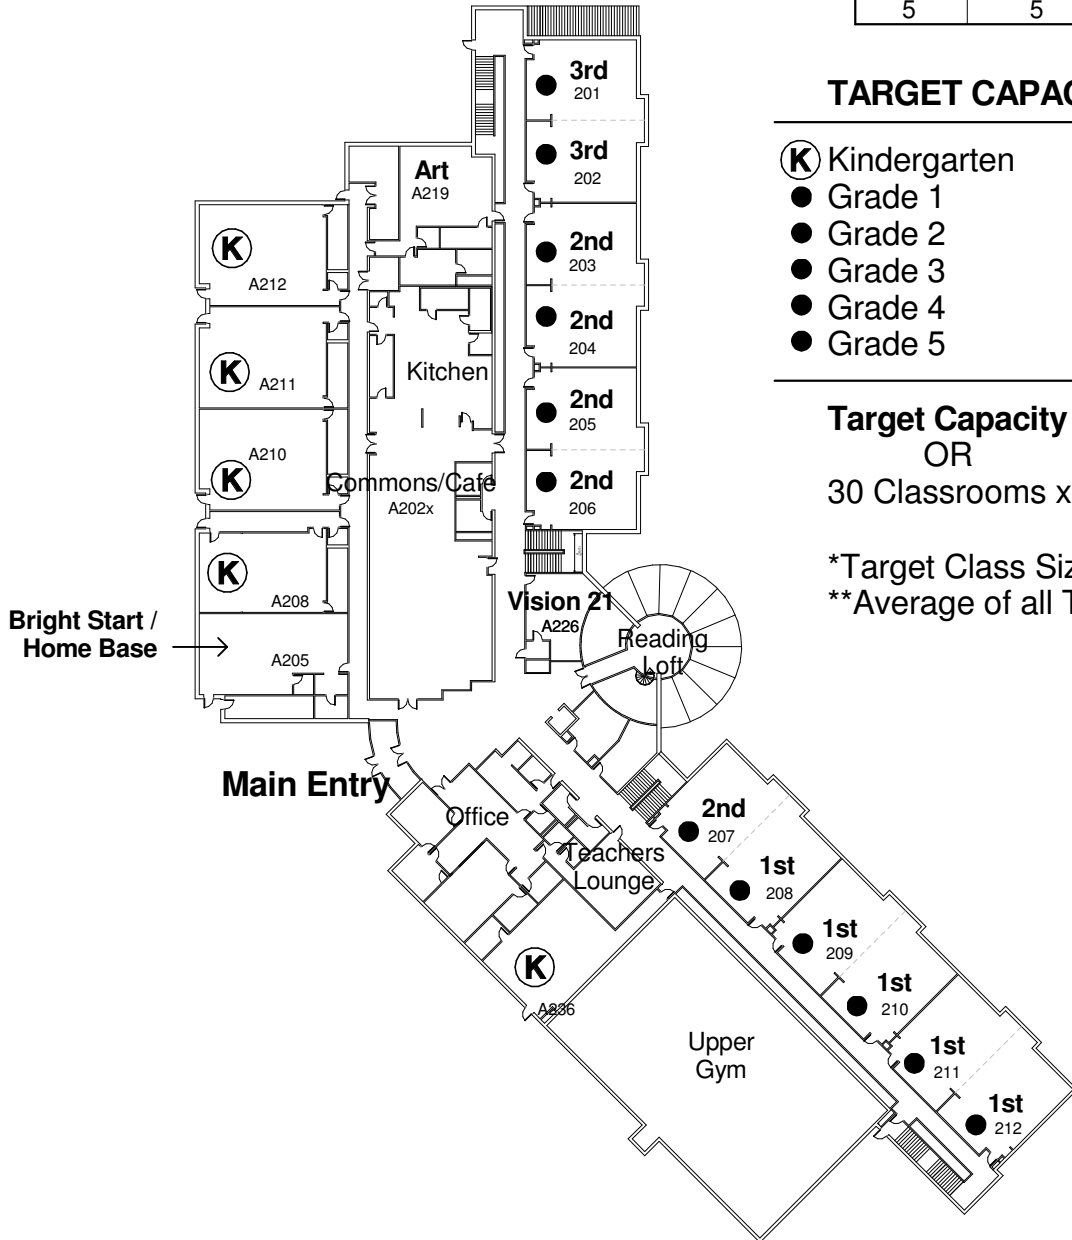 5 5
TARGET CAPAC
K Kindergarten
Grade 1
Grade 2
Grade 3
Grade 4
Grade 5
Target Capacity
OR
30 Classrooms x
*Target Class Siz
**Average of all T
3rd
201
3rd
202
2nd
203
2nd
204
2nd
205
2nd
206
Art
A219
K
A212
K
A211
A210
K
K
A208
Kitchen
Commons/Cafe
A202x
Bright Start /
Home Base
A205
Vision 21
A226
Reading
Loft
Main Entry
Office
Teachers
Lounge
K
A236
Upper
Gym
2nd
207
1st
208
1st
209
1st
210
1st
211
1st
212